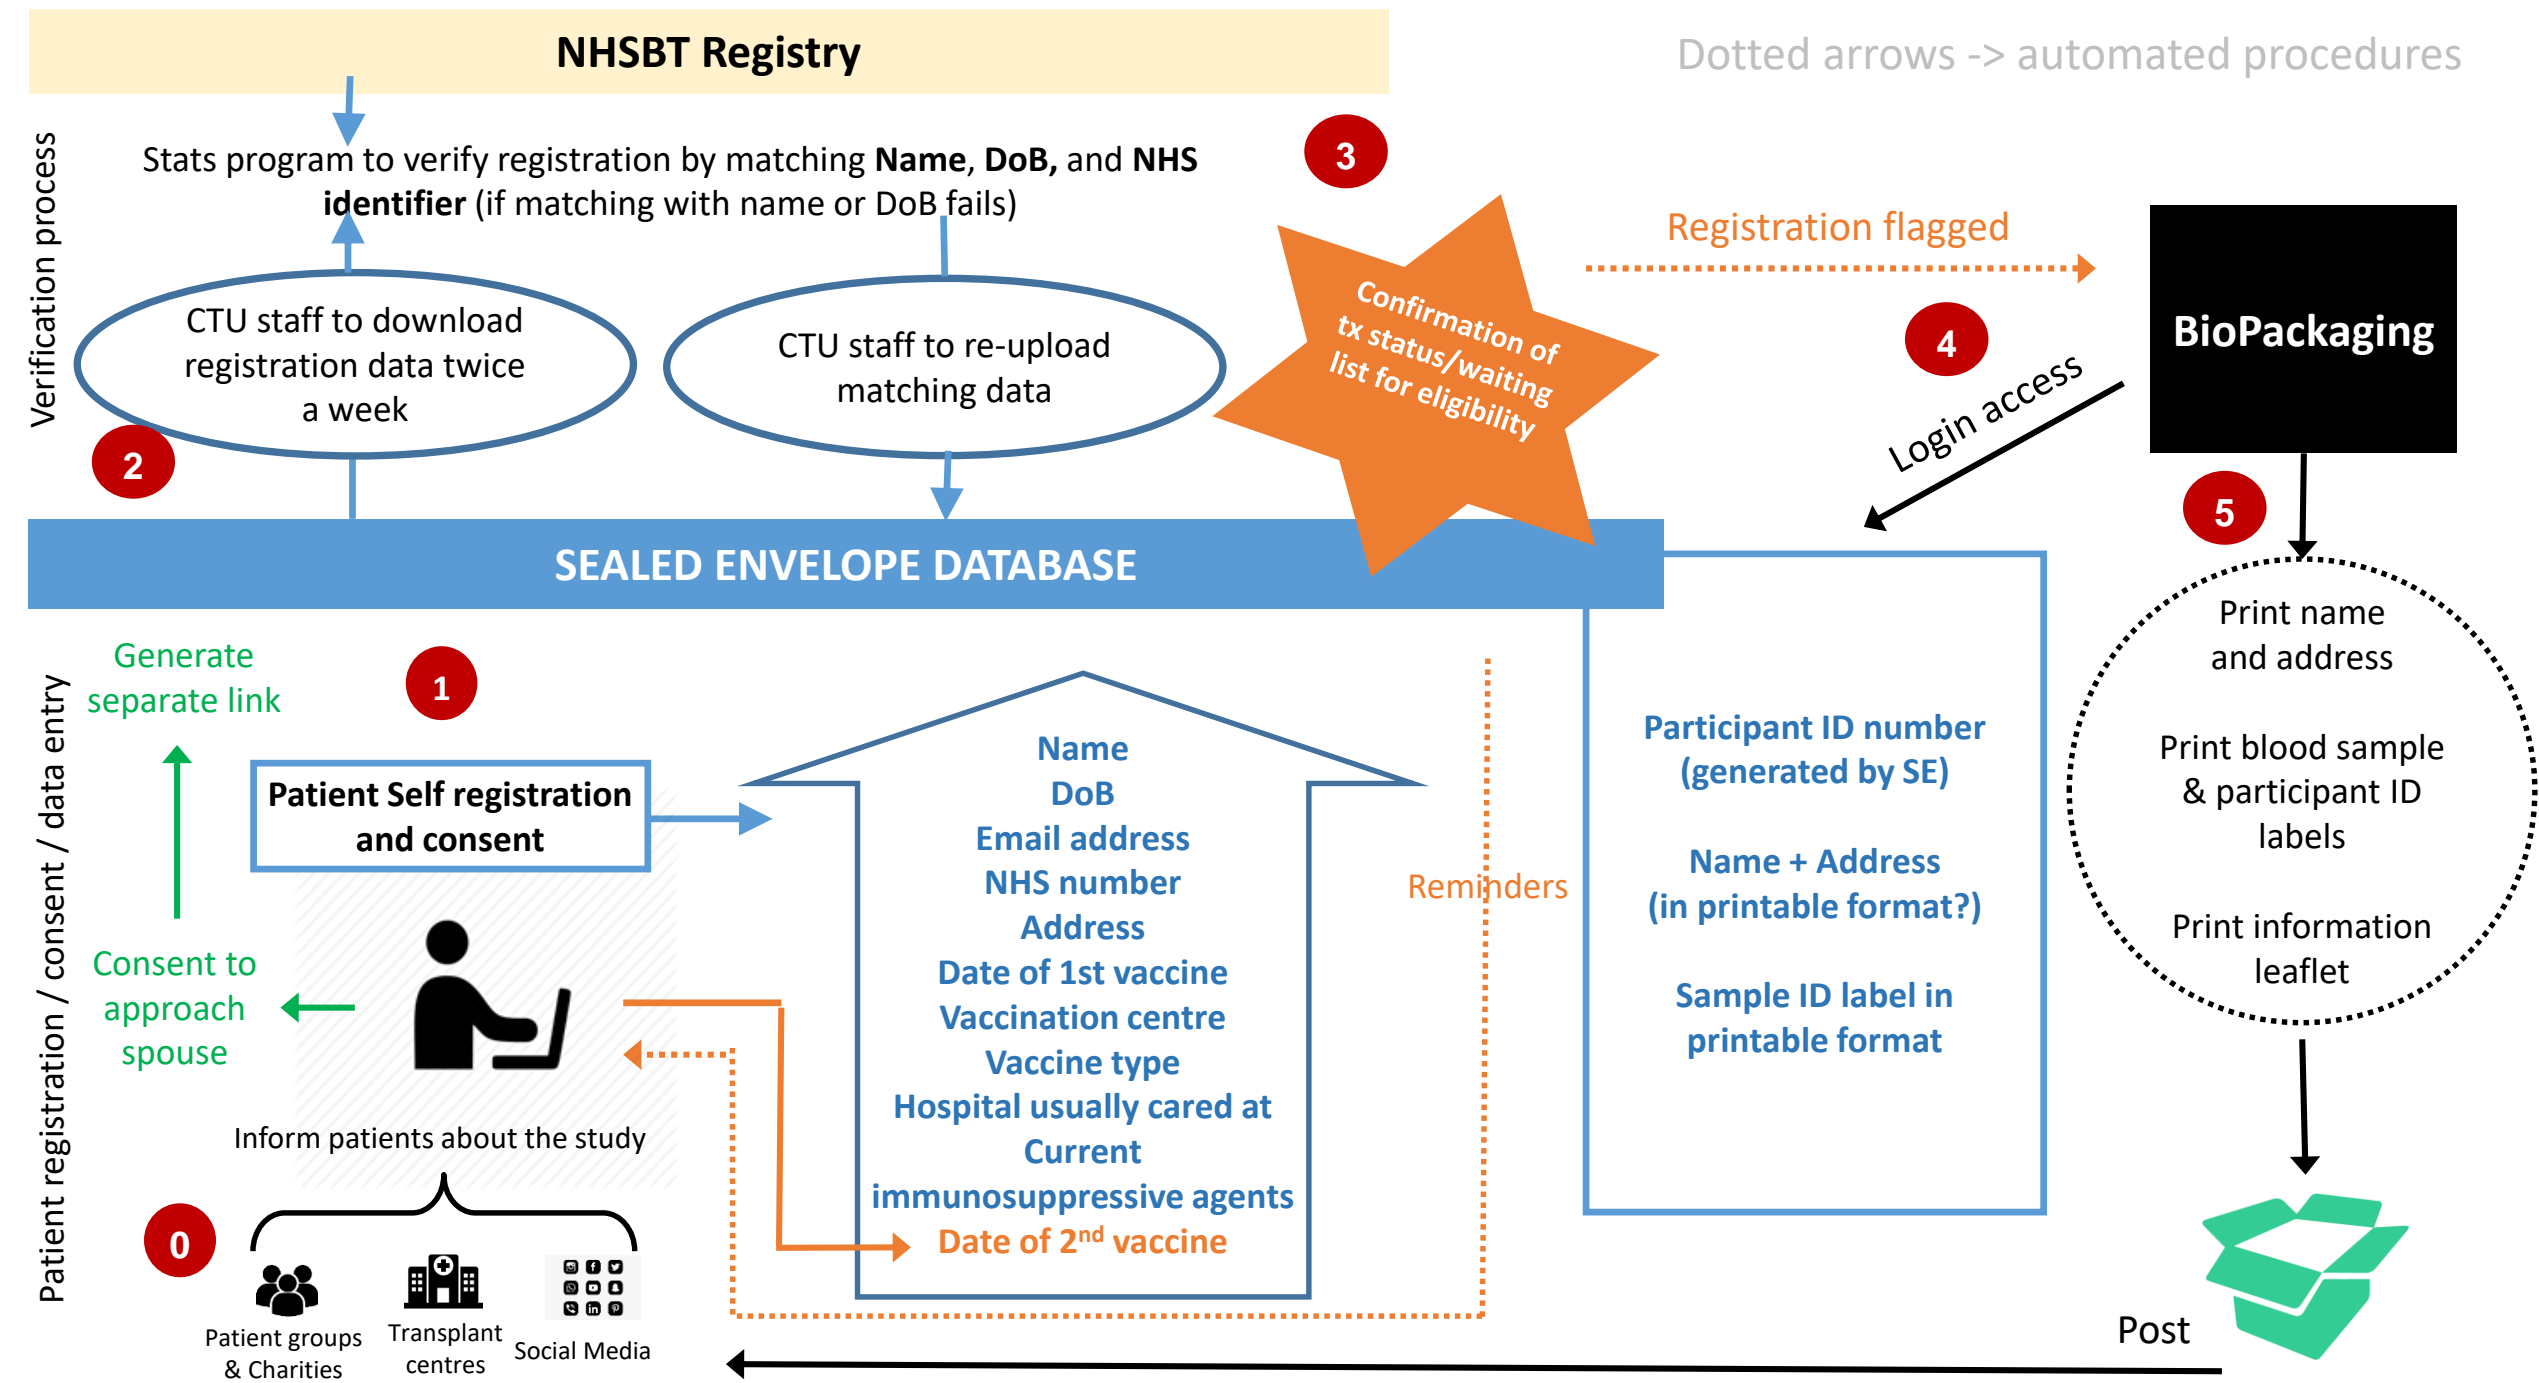 NHSBT Registry
Dotted arrows -> automated procedures
Verification process
Stats program to verify registration by matching Name, DoB, and NHS
identifier (if matching with name or DoB fails)
3
CTU staff to download
registration data twice
a week
CTU staff to re-upload
matching data
2
Confirmation of
tx status/waiting
list for eligibility
Registration flagged
4
Login access
BioPackaging
5
SEALED ENVELOPE DATABASE
Patient registration / consent / data entry
Generate
separate link
1
Patient Self registration
and consent
Consent to
approach
spouse
Inform patients about the study
0
Patient groups
& Charities
Transplant
centres
Social Media
Name
DoB
Email address
NHS number
Address
Date of 1st vaccine
Vaccination centre
Vaccine type
Hospital usually cared at
Current
immunosuppressive agents
Date of 2nd vaccine
Reminders
Participant ID number
(generated by SE)
Name + Address
(in printable format?)
Sample ID label in
printable format
Print name
and address
Print blood sample
& participant ID
labels
Print information
leaflet
Post